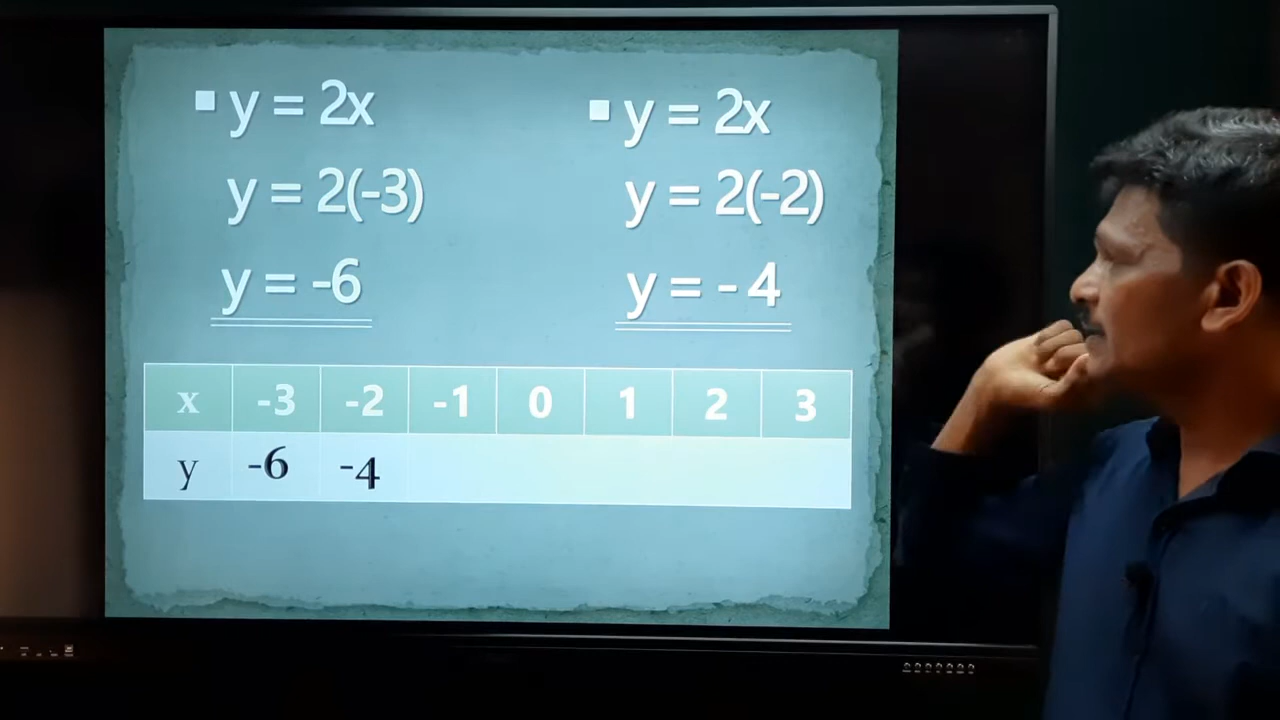 ▪ y = 2x
y = 2(-3)
y = -6
▪ y = 2x
y = 2(-2)
y = - 4
x -3 -2 -1 0 1 2 3
y -6 -4